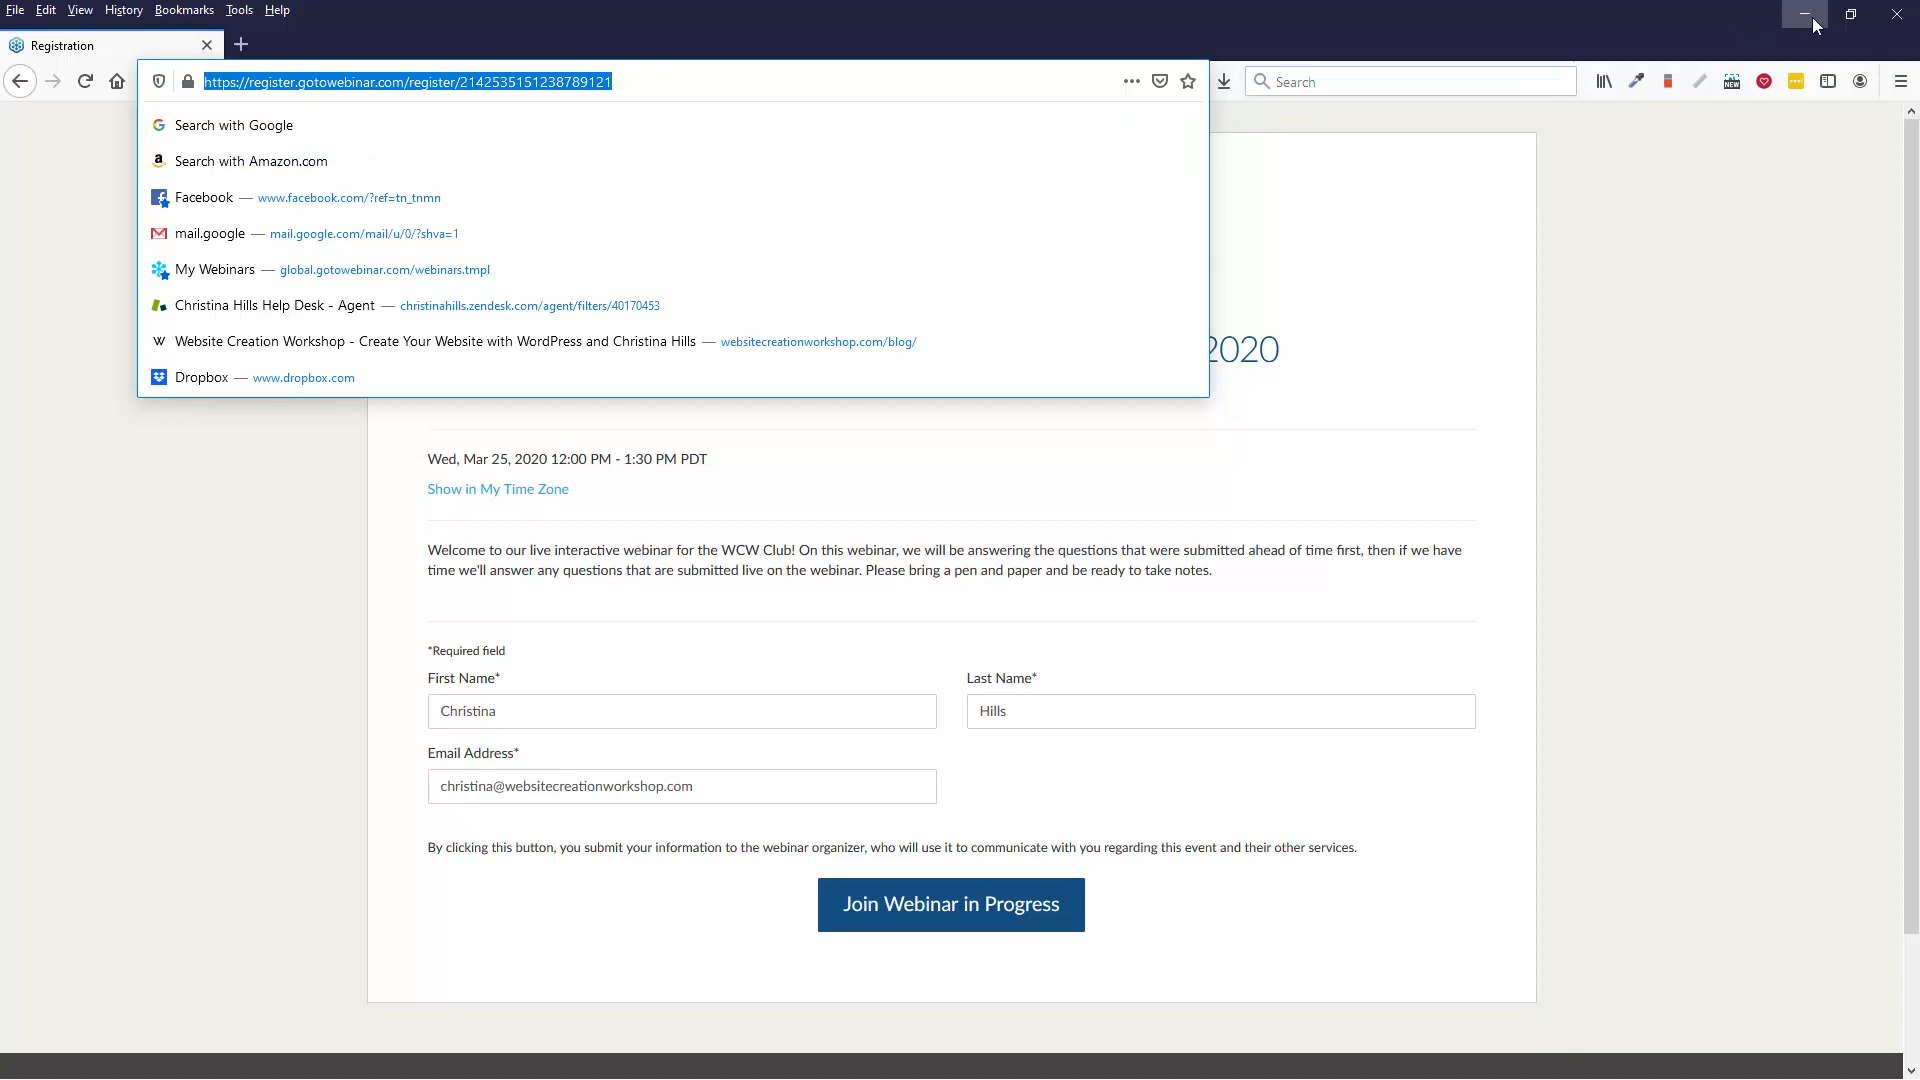 File Edit View History Bookmarks Tools Help
Registration
https://register.gotowebinar.com/register/2142535151238789121
Search
NEW
Search with Google
Search with Amazon.com
Facebook — www.facebook.com/?ref=tn_tnmn
mail.google — mail.google.com/mail/u/0/?shva=1
My Webinars — global.gotowebinar.com/webinars.tmpl
Christina Hills Help Desk - Agent — christinahills.zendesk.com/agent/filters/40170453
Website Creation Workshop - Create Your Website with WordPress and Christina Hills — websitecreationworkshop.com/blog/
Dropbox — www.dropbox.com
2020
Wed, Mar 25, 2020 12:00 PM - 1:30 PM PDT
Show in My Time Zone
Welcome to our live interactive webinar for the WCW Club! On this webinar, we will be answering the questions that were submitted ahead of time first, then if we have
time we'll answer any questions that are submitted live on the webinar. Please bring a pen and paper and be ready to take notes.
*Required field
First Name* Last Name*
Christina Hills
Email Address*
christina@websitecreationworkshop.com
By clicking this button, you submit your information to the webinar organizer, who will use it to communicate with you regarding this event and their other services.
Join Webinar in Progress